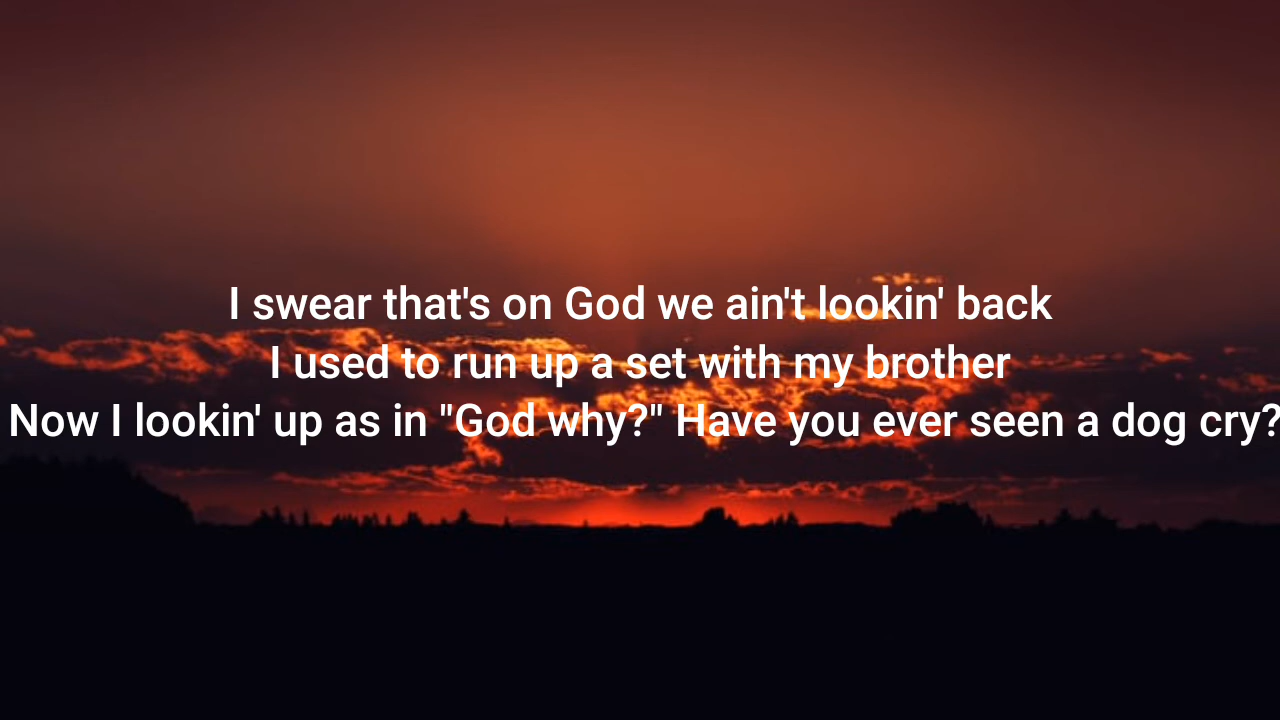 I swear that's on God we ain't lookin' back
I used to run up a set with my brother
Now I lookin' up as in "God why?" Have you ever seen a dog cry?